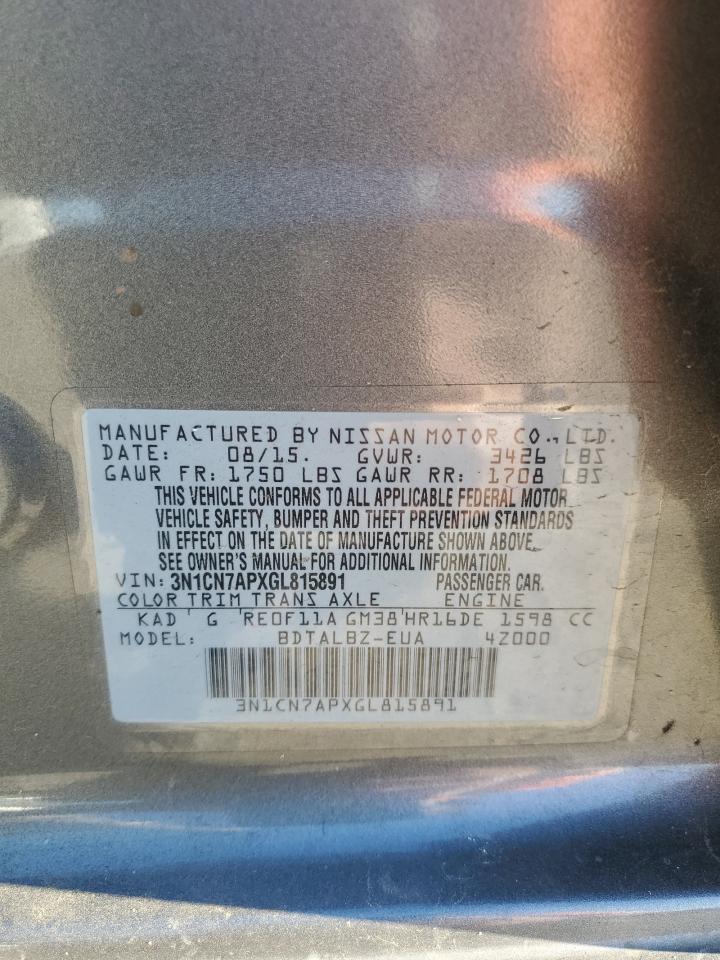 MANUFACTURED BY NISSAN MOTOR CO., LTD.
DATE: 08/15. GVWR: 3426 LBS
GAWR FR: 1750 LBS GAWR RR: 1708 LBS
THIS VEHICLE CONFORMS TO ALL APPLICABLE FEDERAL MOTOR
VEHICLE SAFETY, BUMPER AND THEFT PREVENTION STANDARDS
IN EFFECT ON THE DATE OF MANUFACTURE SHOWN ABOVE.
SEE OWNER'S MANUAL FOR ADDITIONAL INFORMATION.
VIN: 3N1CN7APXGL815891 PASSENGER CAR.
COLOR TRIM TRANS AXLE ENGINE
KAD G RE0F11A GM38 HR16DE 1598 CC
MODEL: BDTALBZ-EUA 4Z000
3N1CN7APXGL815891